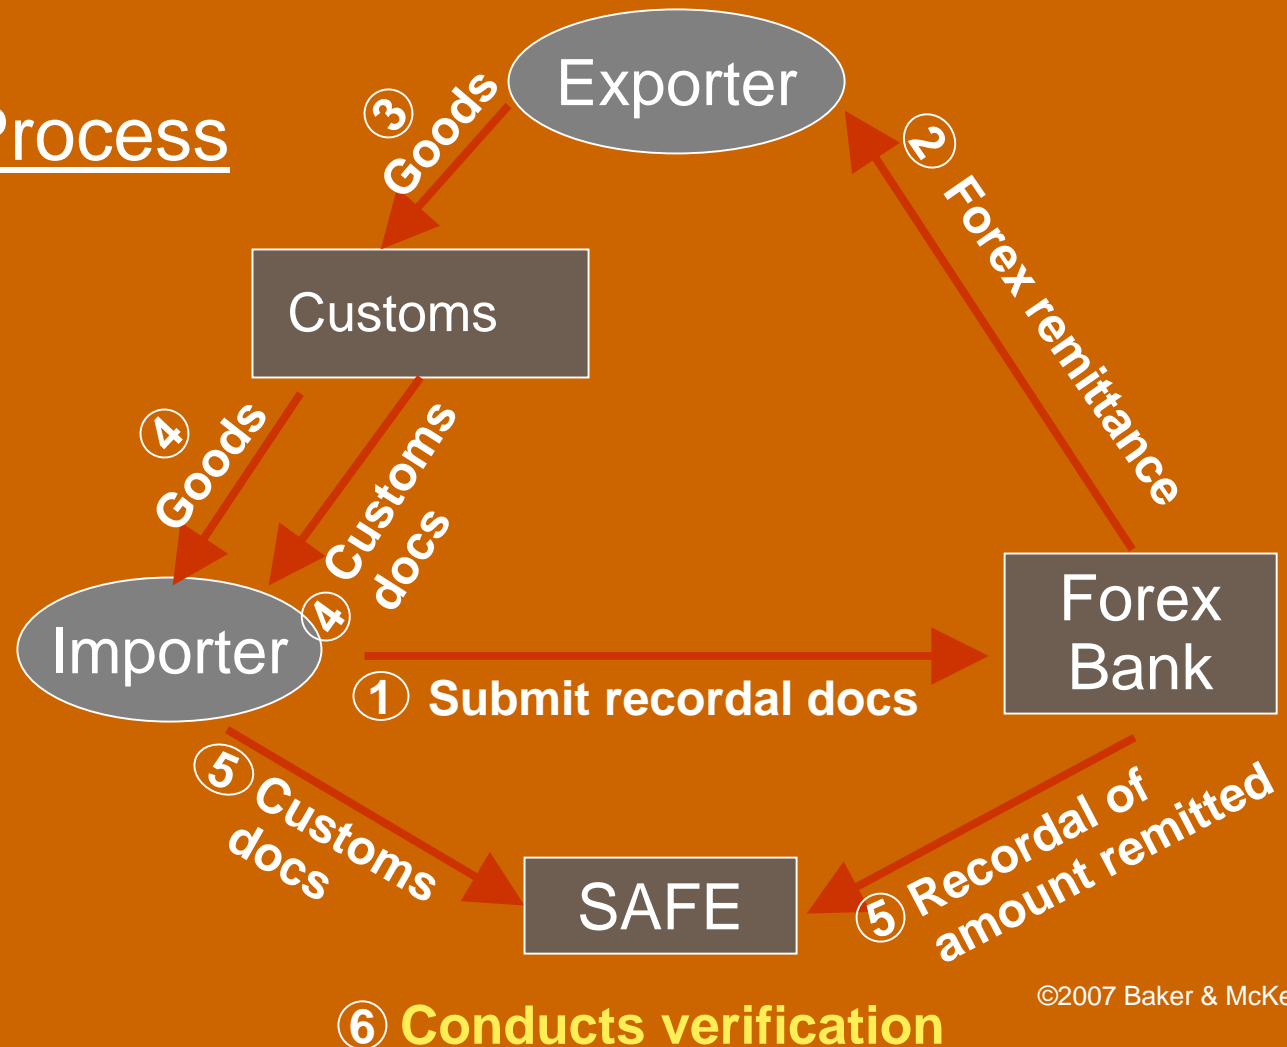 Process
Exporter
③
Goods
② Forex remittance
Customs
④
Goods
④ Customs
docs
Importer
Forex
Bank
① Submit recordal docs
⑤ Customs
docs
⑤ Recordal of
amount remitted
SAFE
©2007 Baker & McKe
⑥ Conducts verification